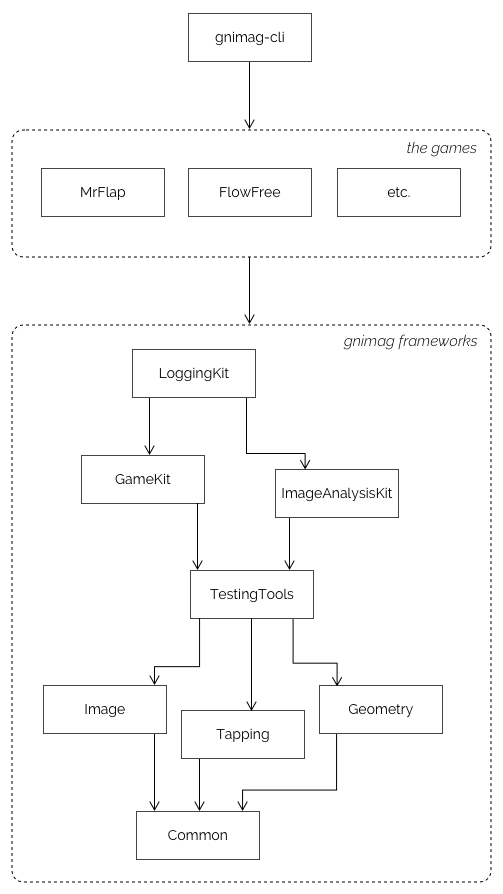 gnimag-cli
the games
MrFlap
FlowFree
etc.
gnimag frameworks
LoggingKit
GameKit
ImageAnalysisKit
TestingTools
Image
Geometry
Tapping
Common